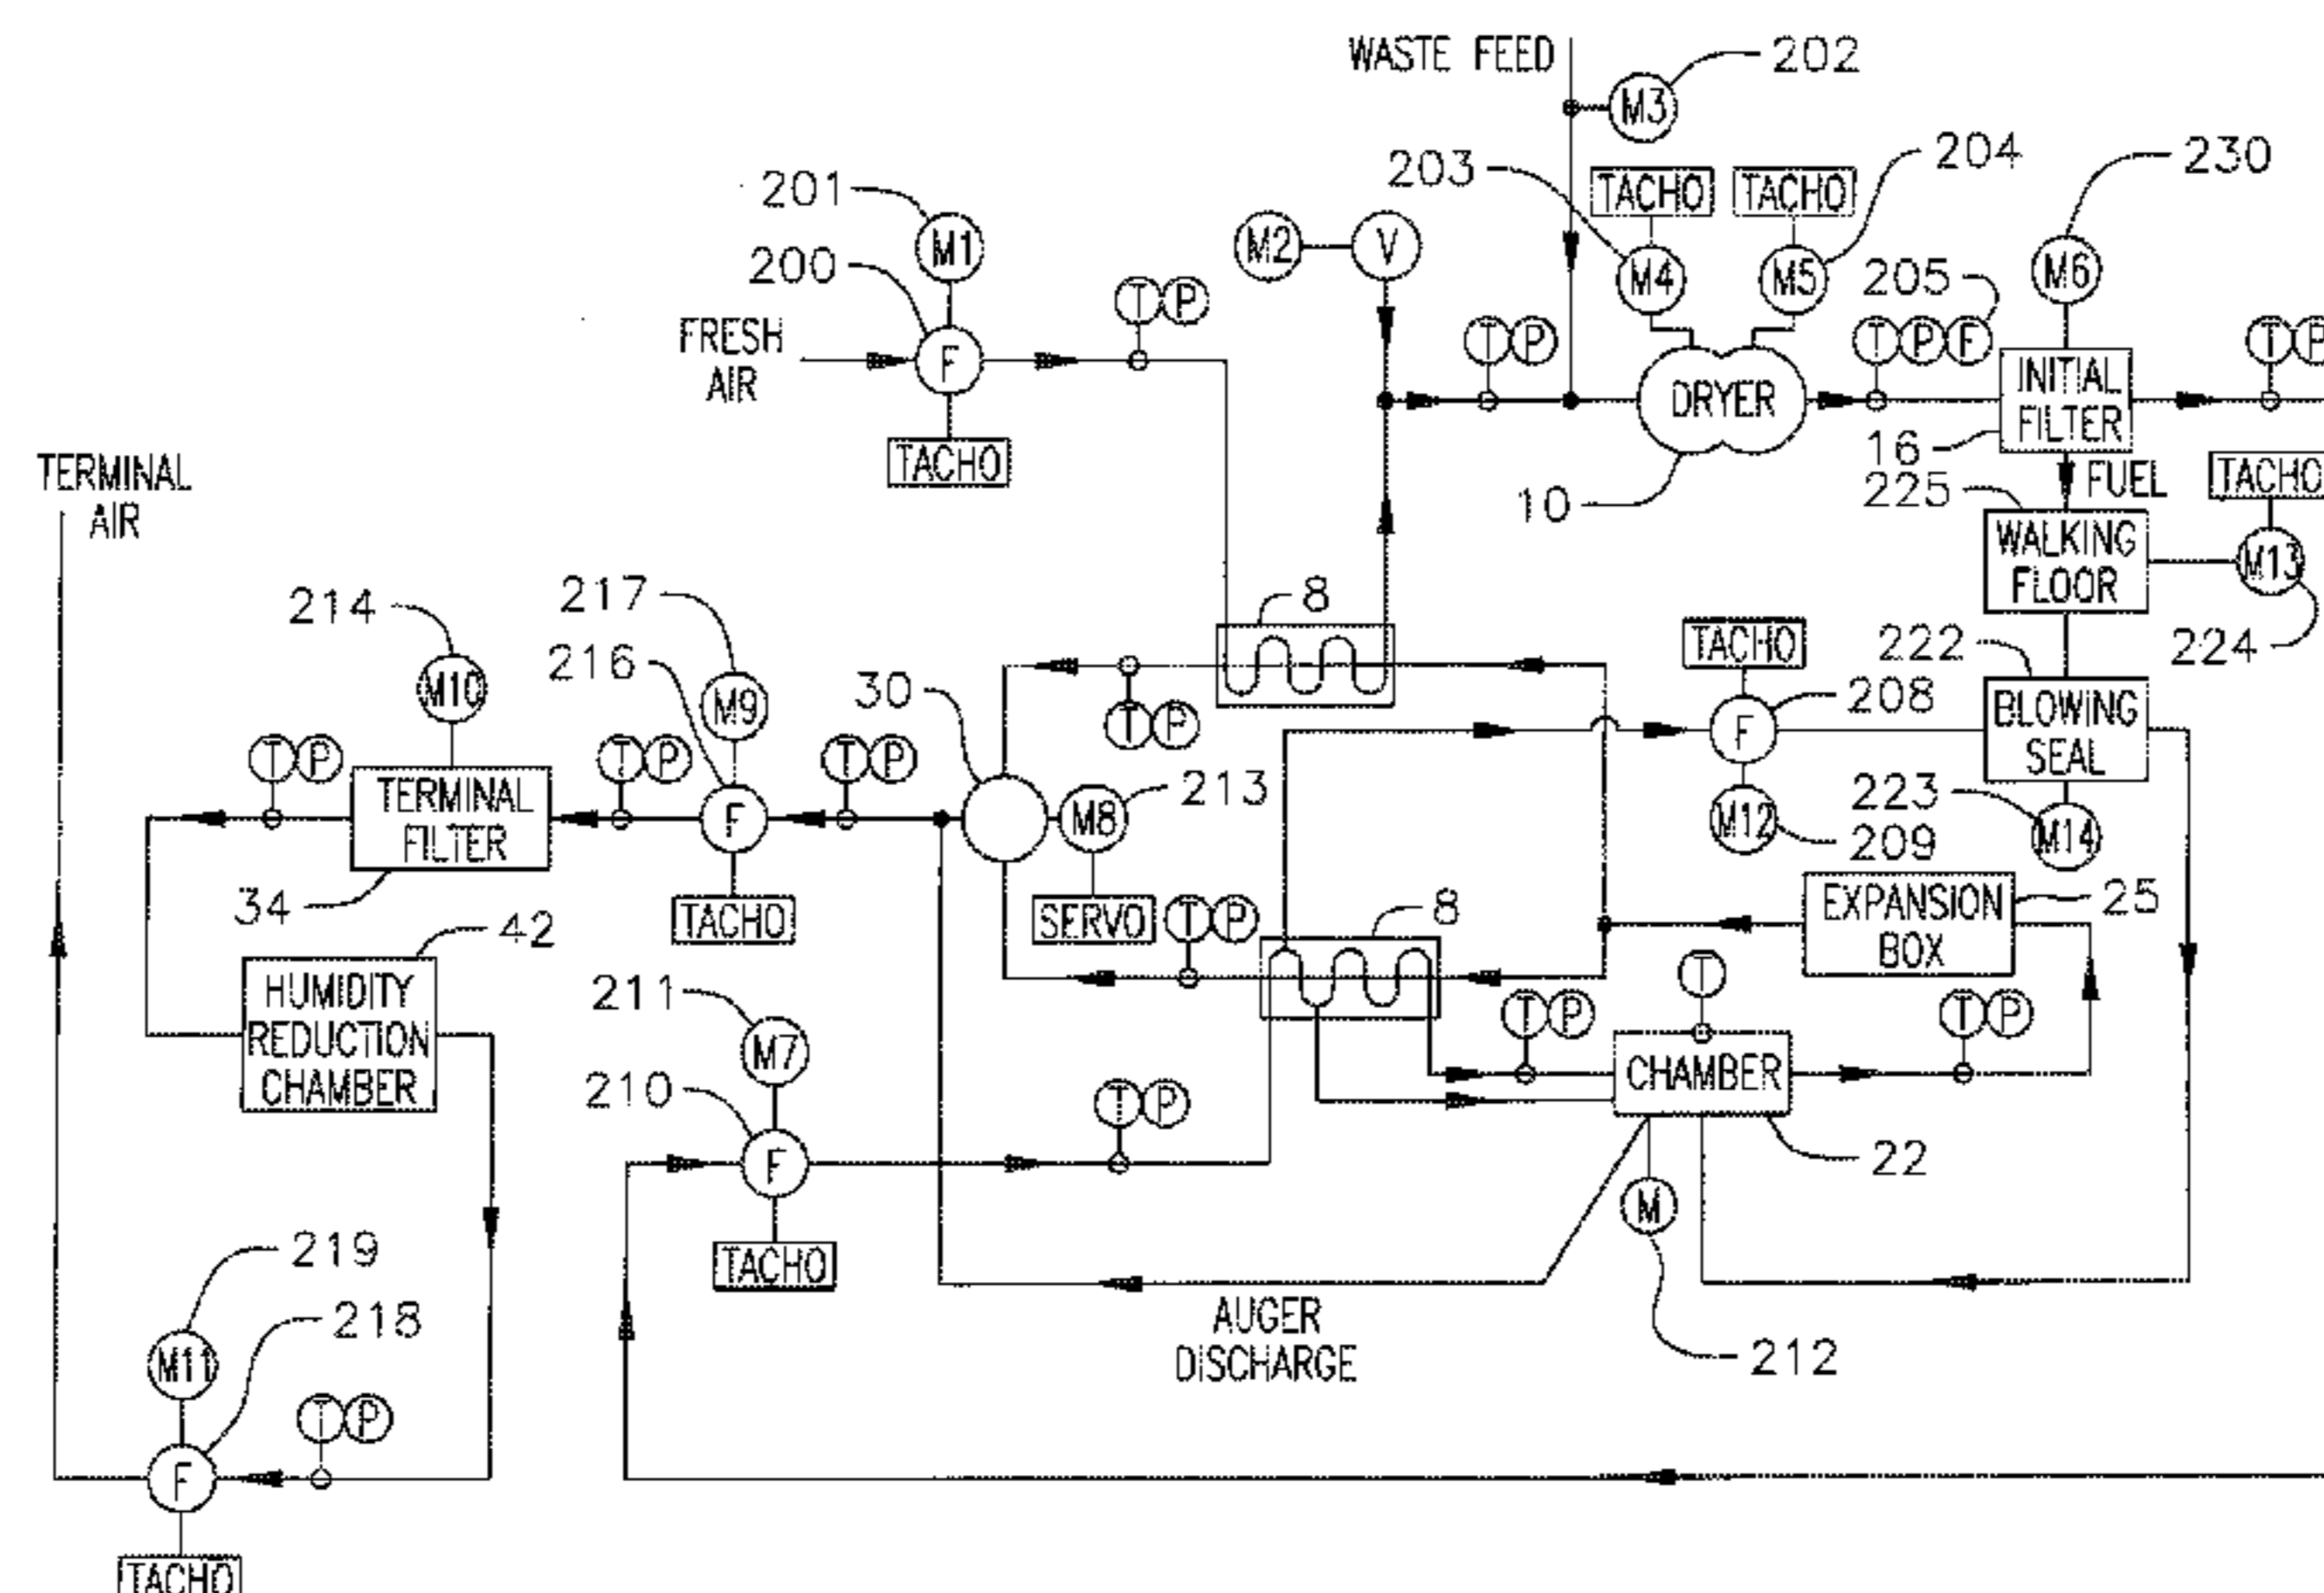 WASTE FEED
202
M3
203
TACHO
TACHO
204
230
201
M1
M2
V
M4
M5
205
M6
200
T P
FRESH
AIR
F
T P
DRYER
T P F
INITIAL
FILTER
T P
TACHO
10
16
FUEL
225
TACHO
TERMINAL
AIR
WALKING
FLOOR
M13
224
214
217
8
TACHO
222
M10
216
M9
30
T P
F
208
BLOWING
SEAL
T P
TERMINAL
FILTER
T P
F
T P
M8
213
M12
209
223
M14
34
TACHO
SERVO
T P
8
EXPANSION
BOX
25
42
HUMIDITY
REDUCTION
CHAMBER
211
M7
T
T P
T P
210
T P
CHAMBER
F
22
TACHO
M
AUGER
DISCHARGE
212
219
218
M11
T P
F
TACHO